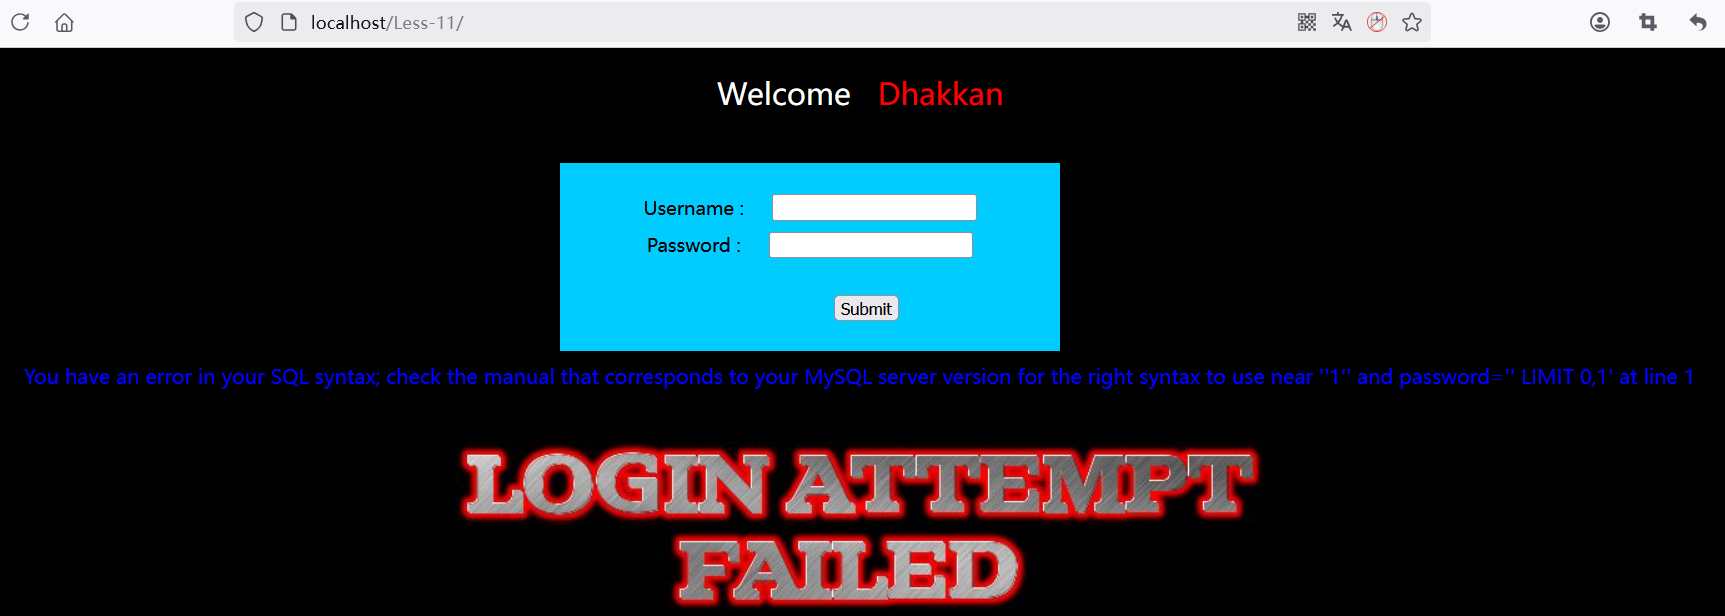 localhost/Less-11/
Welcome Dhakkan
Username :
Password :
Submit
You have an error in your SQL syntax; check the manual that corresponds to your MySQL server version for the right syntax to use near ''1'' and password='' LIMIT 0,1' at line 1
LOGIN ATTEMPT
FAILED